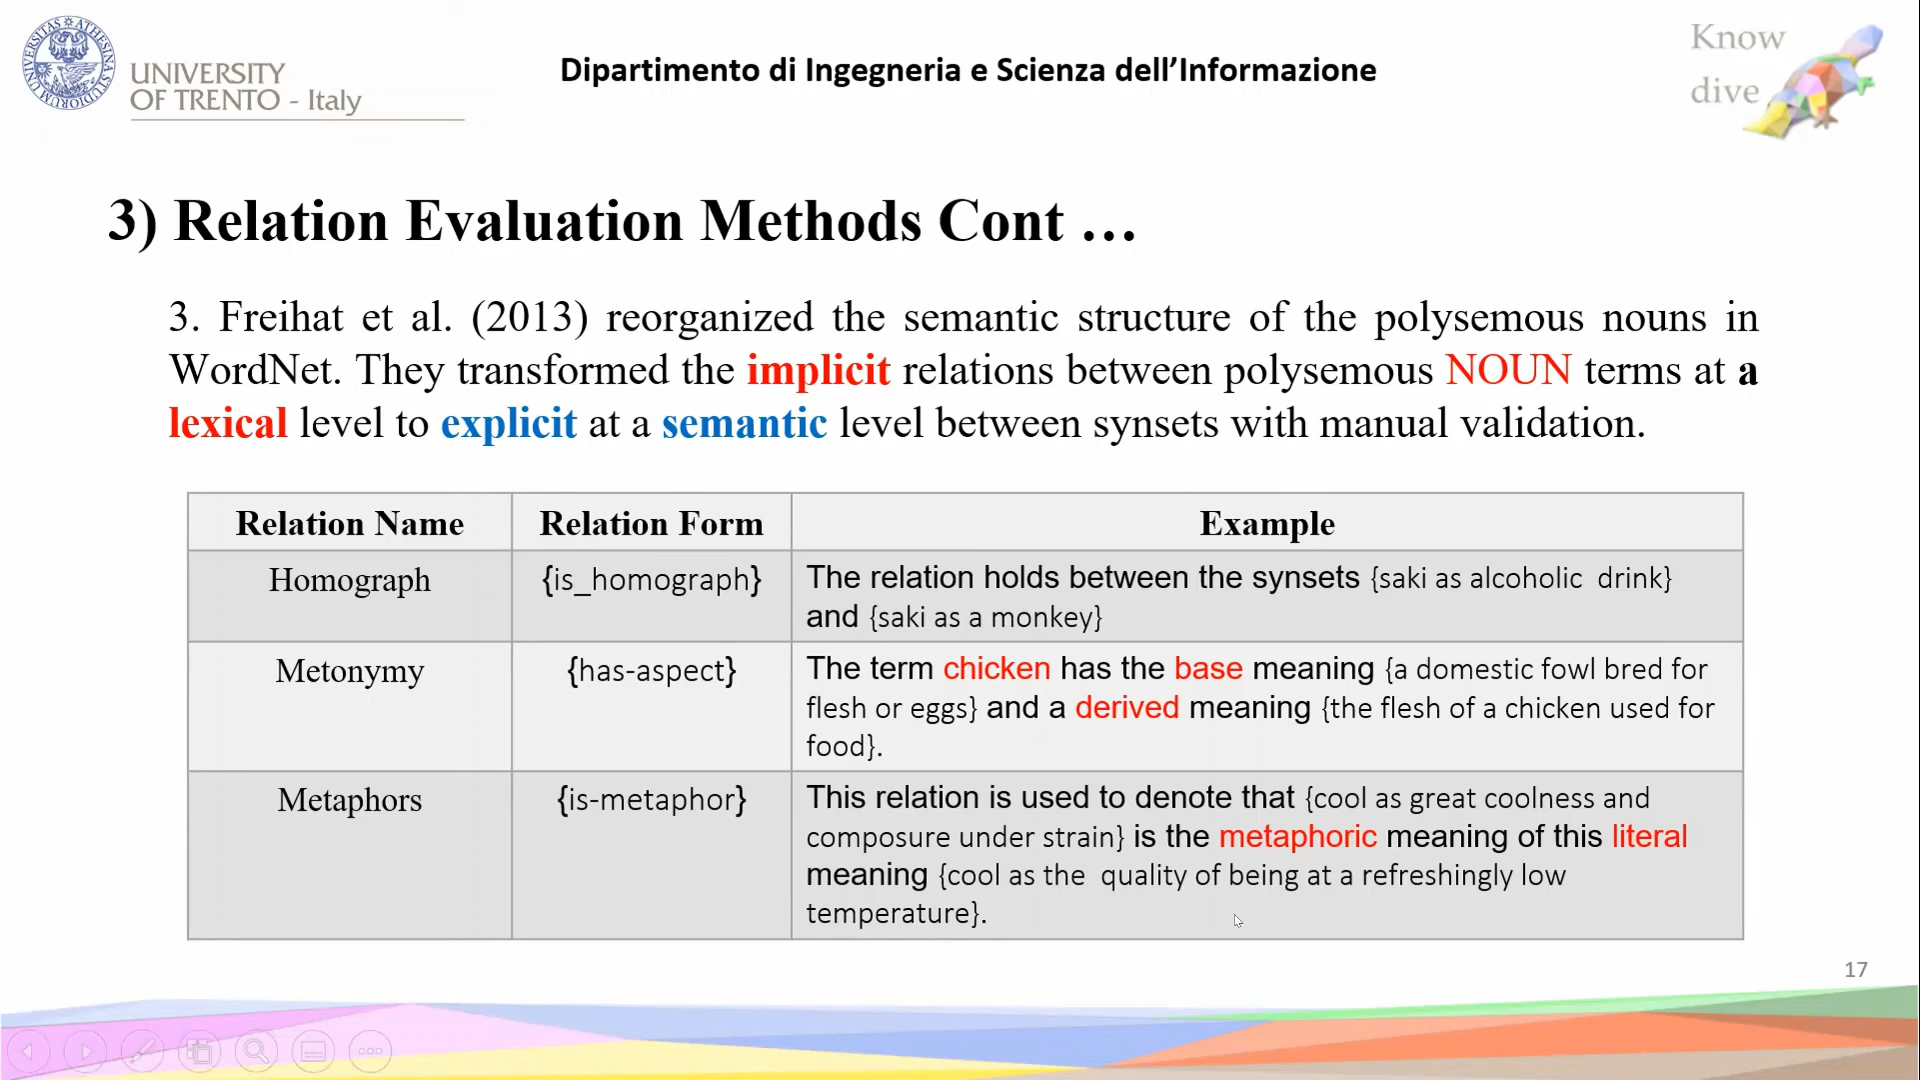 UNIVERSITY
OF TRENTO - Italy
Dipartimento di Ingegneria e Scienza dell’Informazione
Know
dive
3) Relation Evaluation Methods Cont …
3. Freihat et al. (2013) reorganized the semantic structure of the polysemous nouns in
WordNet. They transformed the implicit relations between polysemous NOUN terms at a
lexical level to explicit at a semantic level between synsets with manual validation.
Relation Name Relation Form Example
Homograph {is_homograph} The relation holds between the synsets {saki as alcoholic drink}
and {saki as a monkey}
Metonymy {has-aspect} The term chicken has the base meaning {a domestic fowl bred for
flesh or eggs} and a derived meaning {the flesh of a chicken used for
food}.
Metaphors {is-metaphor} This relation is used to denote that {cool as great coolness and
composure under strain} is the metaphoric meaning of this literal
meaning {cool as the quality of being at a refreshingly low
temperature}.
17